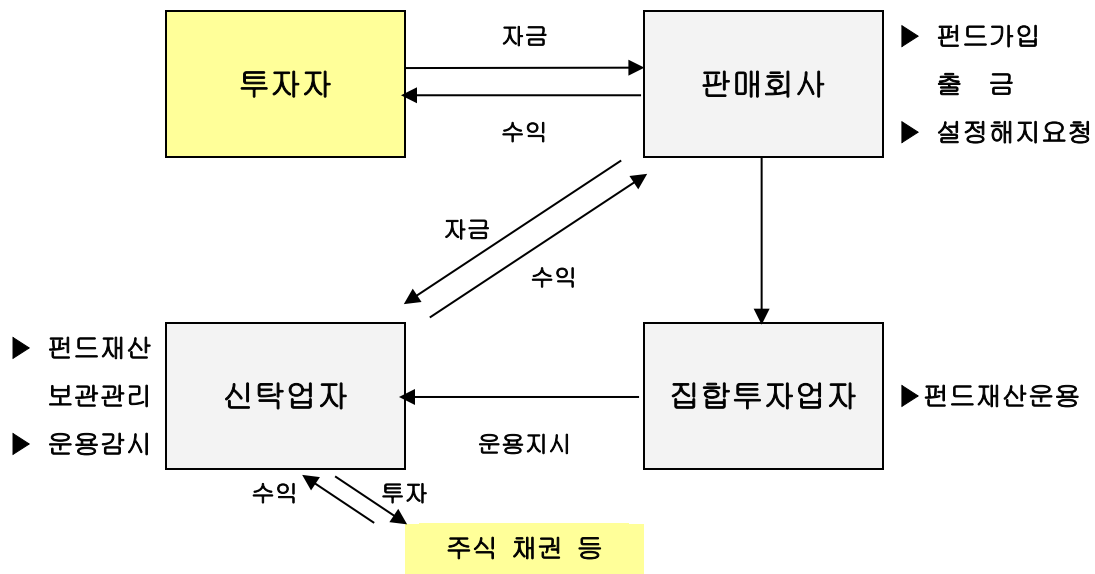 자금
투자자
판매회사
▶ 펀드가입
출 금
▶ 설정해지요청
수익
자금
수익
▶ 펀드재산
보관관리
▶ 운용감시
신탁업자
집합투자업자
▶펀드재산운용
운용지시
수익
투자
주식 채권 등